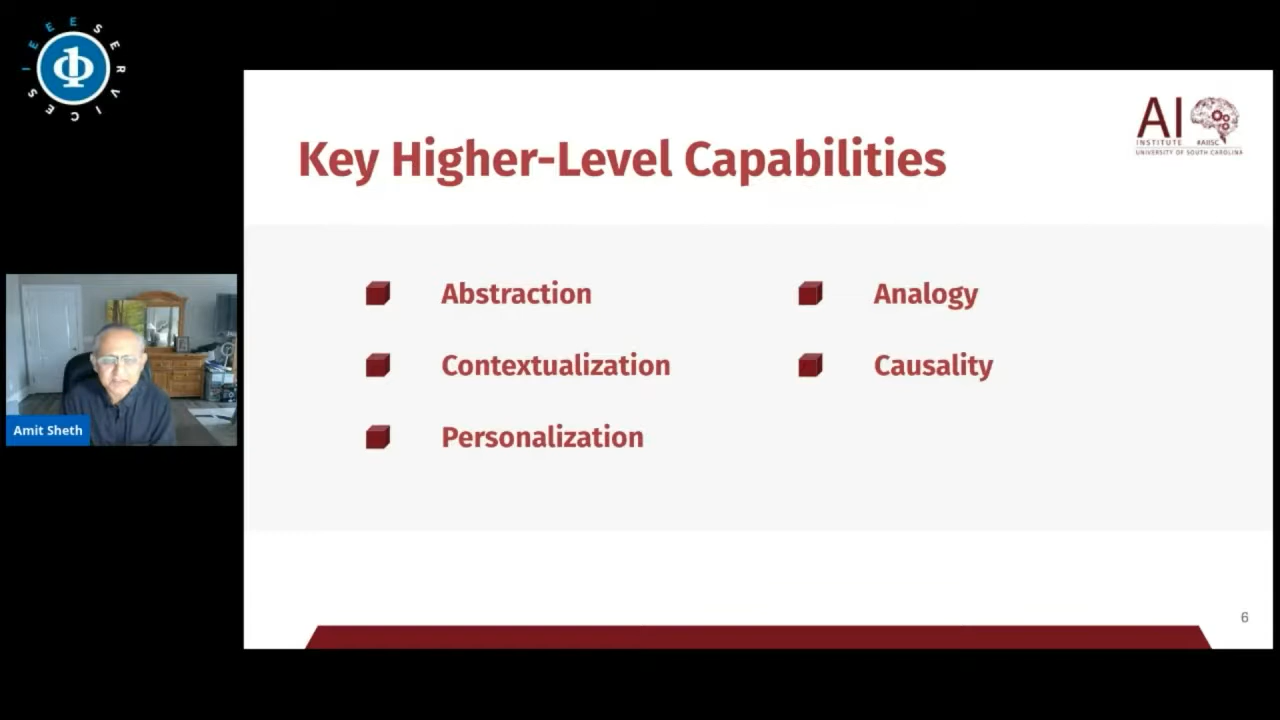 IEEE SERVICES
AI
INSTITUTE #AIISC
UNIVERSITY OF SOUTH CAROLINA
Key Higher-Level Capabilities
Abstraction
Contextualization
Personalization
Analogy
Causality
Amit Sheth
6